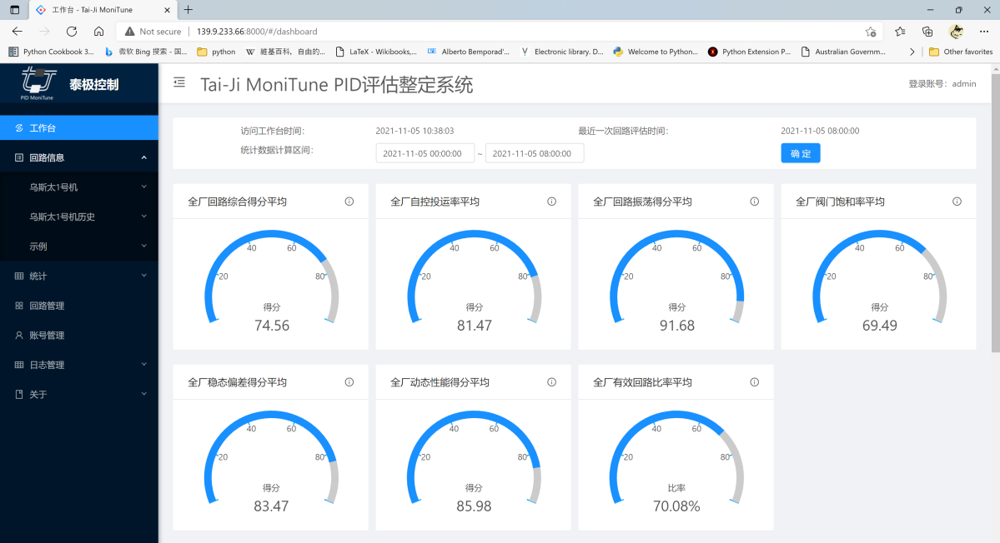 工作台 - Tai-Ji MoniTune
Not secure 139.9.233.66:8000/#/dashboard
Python Cookbook 3... 微软 Bing 搜索 - 国... python 維基百科，自由的... LaTeX - Wikibooks,... Alberto Bemporad'... Electronic library. D... Welcome to Python... Python Extension P... Australian Governm... Other favorites
PID MoniTune
泰极控制
Tai-Ji MoniTune PID评估整定系统
登录账号：admin
工作台
回路信息
乌斯太1号机
乌斯太1号机历史
示例
统计
回路管理
账号管理
日志管理
关于
访问工作台时间： 2021-11-05 10:38:03 最近一次回路评估时间： 2021-11-05 08:00:00
统计数据计算区间： 2021-11-05 00:00:00 ~ 2021-11-05 08:00:00 确 定
全厂回路综合得分平均
20 40 60 80
得分
74.56
全厂自控投运率平均
20 40 60 80
得分
81.47
全厂回路振荡得分平均
20 40 60 80
得分
91.68
全厂阀门饱和率平均
20 40 60 80
得分
69.49
全厂稳态偏差得分平均
20 40 60 80
得分
83.47
全厂动态性能得分平均
20 40 60 80
得分
85.98
全厂有效回路比率平均
20 40 60 80
比率
70.08%